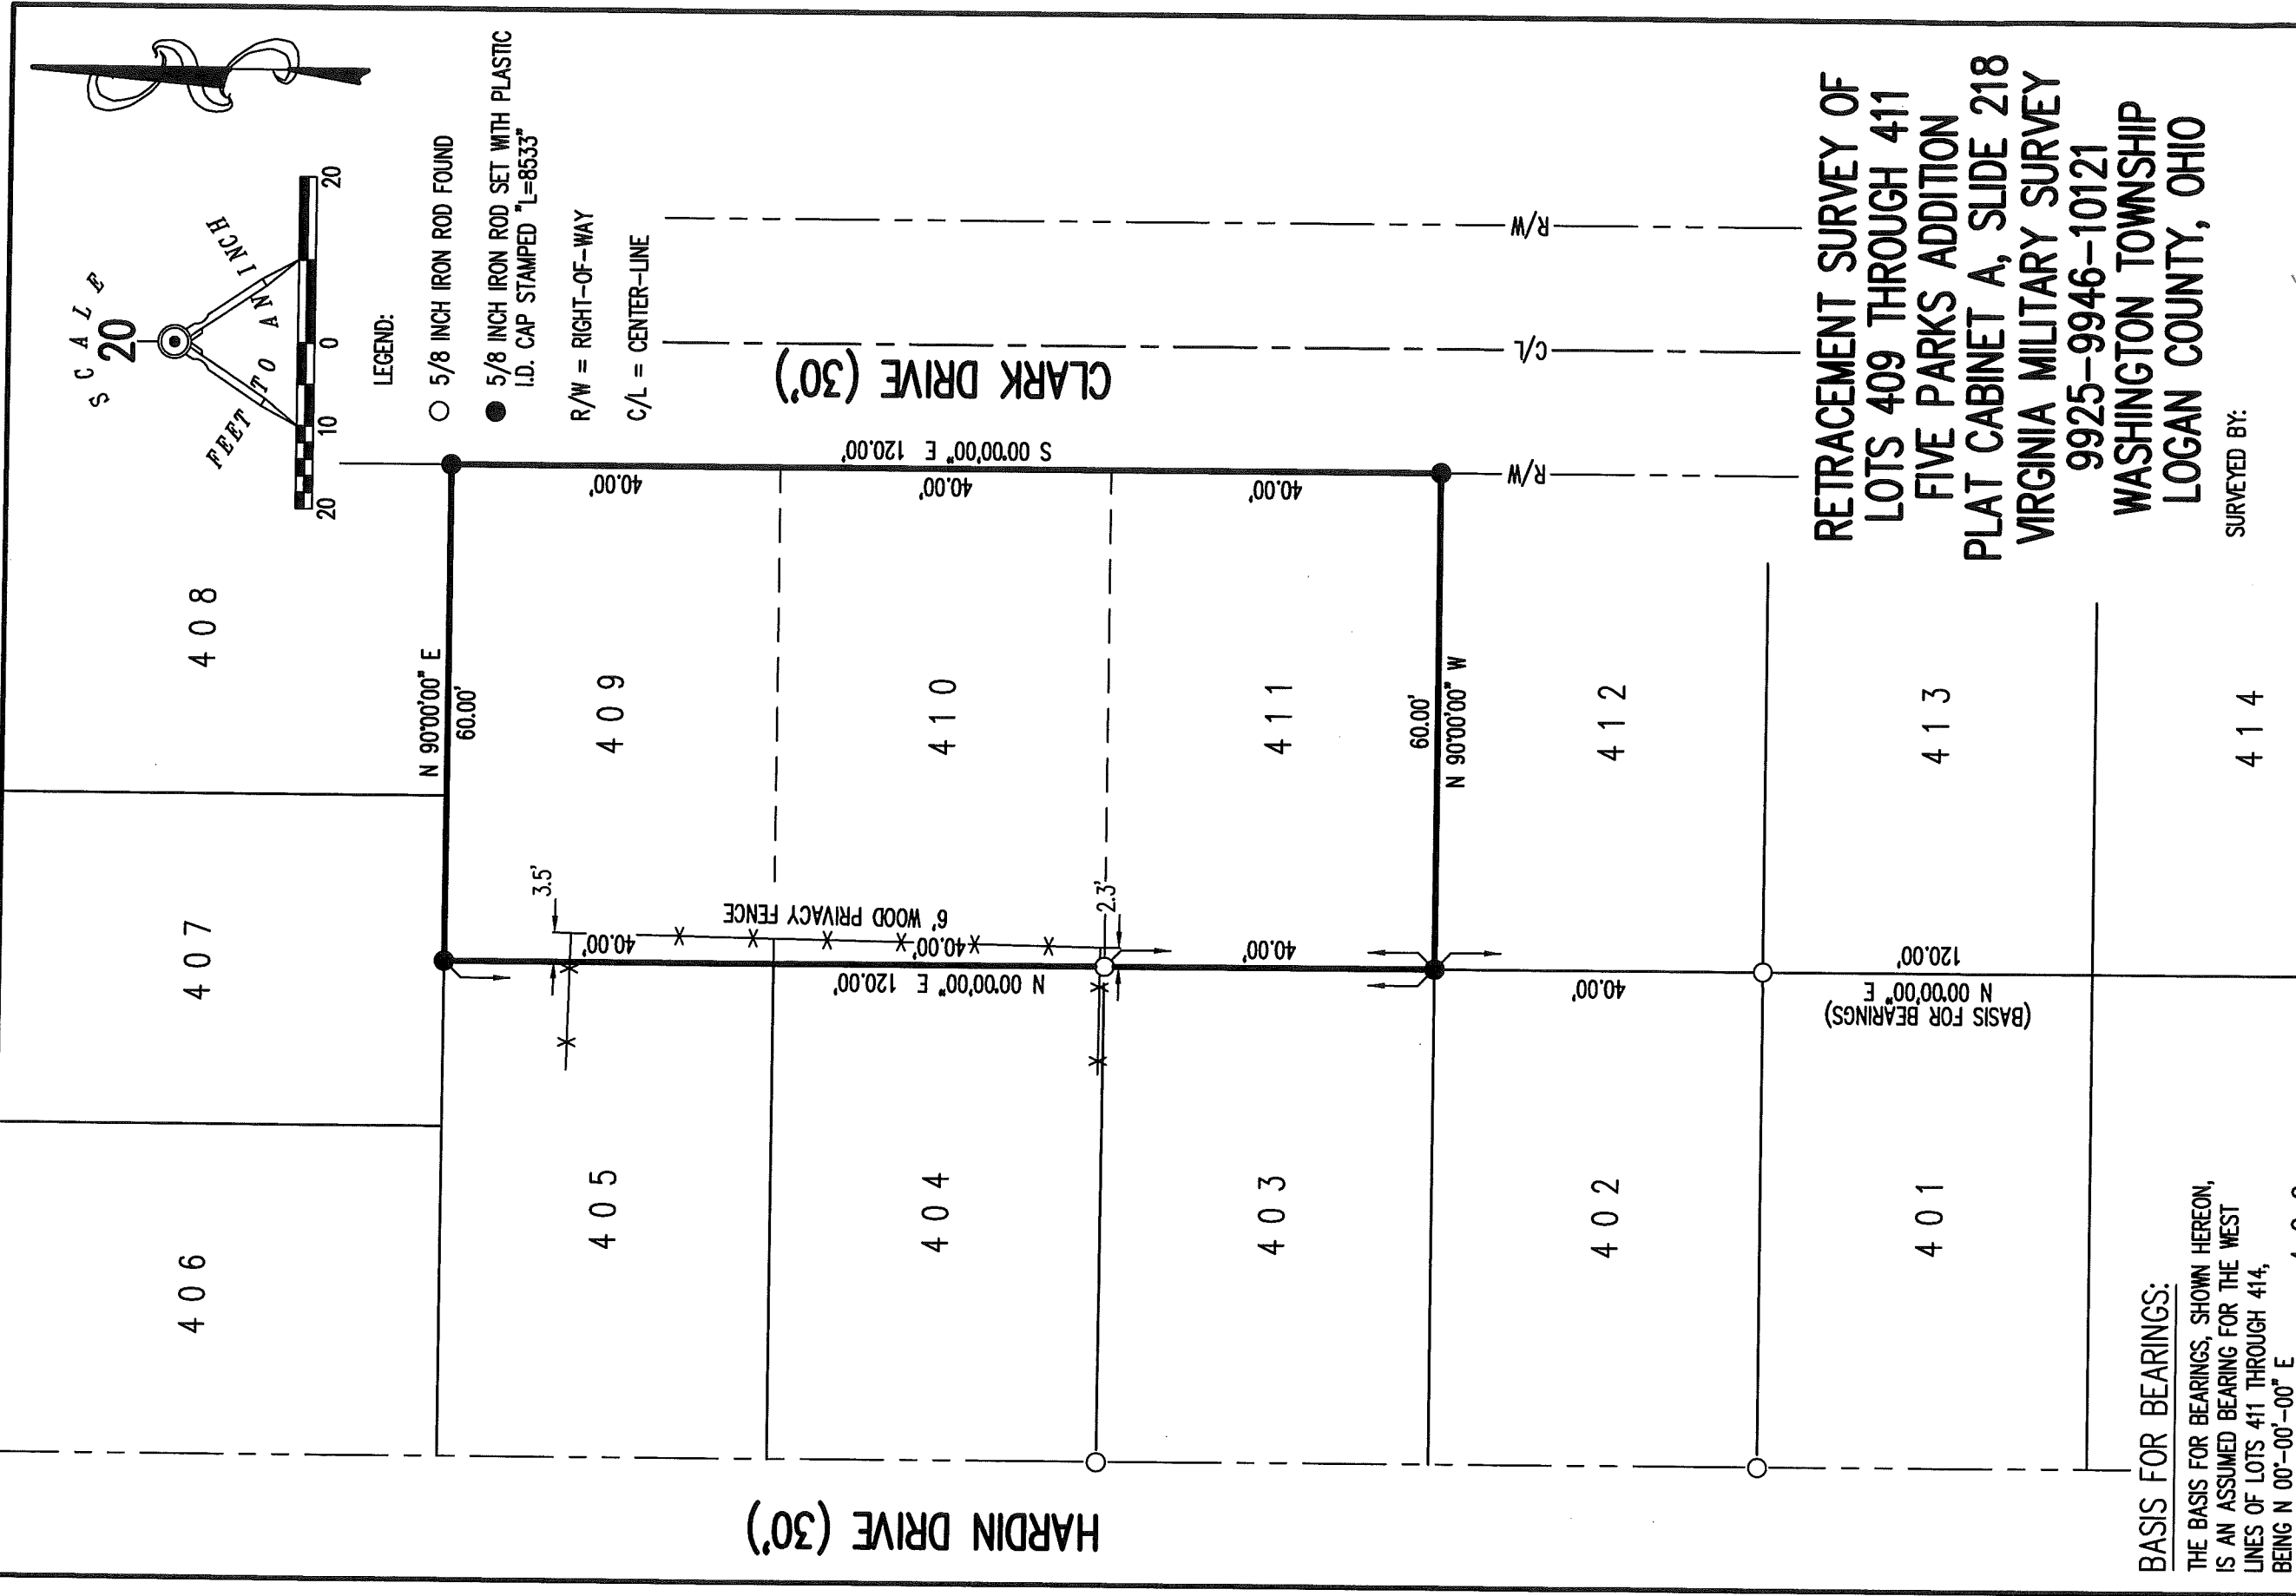 SCALE
20
FEET TO AN INCH
20 10 0 20
LEGEND:
5/8 INCH IRON ROD FOUND
5/8 INCH IRON ROD SET WITH PLASTIC
I.D. CAP STAMPED "L=8533"
R/W = RIGHT-OF-WAY
C/L = CENTER-LINE
406
407
408
N 90°00'00" E
60.00'
3.5'
405
40.00'
409
40.00'
6' WOOD PRIVACY FENCE
404
N 00°00'00" E 120.00'
40.00'
410
40.00'
S 00°00'00" E 120.00'
CLARK DRIVE (30')
HARDIN DRIVE (30')
2.3'
403
40.00'
411
40.00'
60.00'
N 90°00'00" W
R/W
C/L
R/W
402
40.00'
412
401
(BASIS FOR BEARINGS)
N 00°00'00" E
120.00'
413
414
RETRACEMENT SURVEY OF
LOTS 409 THROUGH 411
FIVE PARKS ADDITION
PLAT CABINET A, SLIDE 218
VIRGINIA MILITARY SURVEY
9925-9946-10121
WASHINGTON TOWNSHIP
LOGAN COUNTY, OHIO
SURVEYED BY:
BASIS FOR BEARINGS:
THE BASIS FOR BEARINGS, SHOWN HEREON,
IS AN ASSUMED BEARING FOR THE WEST
LINES OF LOTS 411 THROUGH 414,
BEING N 00°-00'-00" E